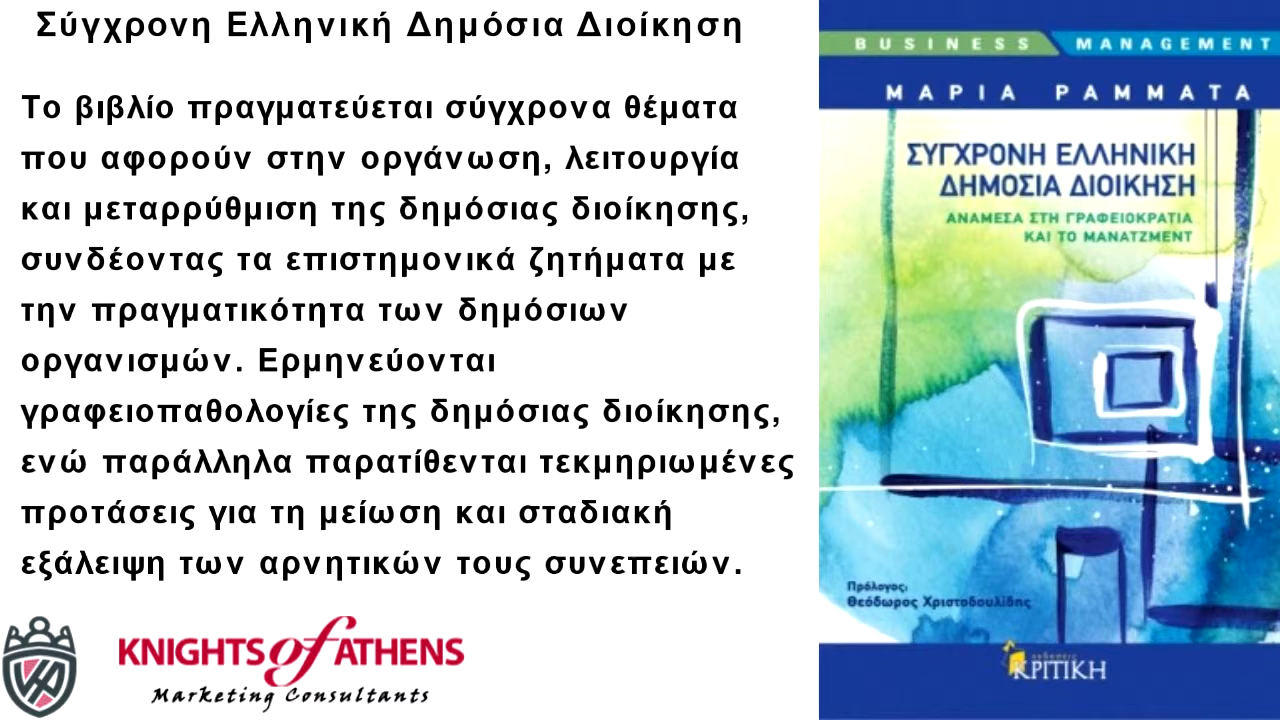 Σύγχρονη Ελληνική Δημόσια Διοίκηση
Το βιβλίο πραγματεύεται σύγχρονα θέματα
που αφορούν στην οργάνωση, λειτουργία
και μεταρρύθμιση της δημόσιας διοίκησης,
συνδέοντας τα επιστημονικά ζητήματα με
την πραγματικότητα των δημόσιων
οργανισμών. Ερμηνεύονται
γραφειοπαθολογίες της δημόσιας διοίκησης,
ενώ παράλληλα παρατίθενται τεκμηριωμένες
προτάσεις για τη μείωση και σταδιακή
εξάλειψη των αρνητικών τους συνεπειών.
KNIGHTS of ATHENS
Marketing Consultants
BUSINESS MANAGEMENT
ΜΑΡΙΑ ΡΑΜΜΑΤΑ
ΣΥΓΧΡΟΝΗ ΕΛΛΗΝΙΚΗ
ΔΗΜΟΣΙΑ ΔΙΟΙΚΗΣΗ
ΑΝΑΜΕΣΑ ΣΤΗ ΓΡΑΦΕΙΟΚΡΑΤΙΑ
ΚΑΙ ΤΟ ΜΑΝΑΤΖΜΕΝΤ
Πρόλογος:
Θεόδωρος Χριστοδουλίδης
εκδοσεις
ΚΡΙΤΙΚΗ